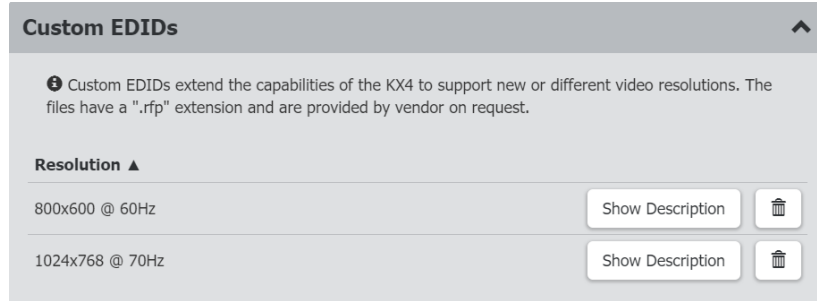 Custom EDIDs
Custom EDIDs extend the capabilities of the KX4 to support new or different video resolutions. The
files have a ".rfp" extension and are provided by vendor on request.
Resolution ▲
800x600 @ 60Hz Show Description
1024x768 @ 70Hz Show Description